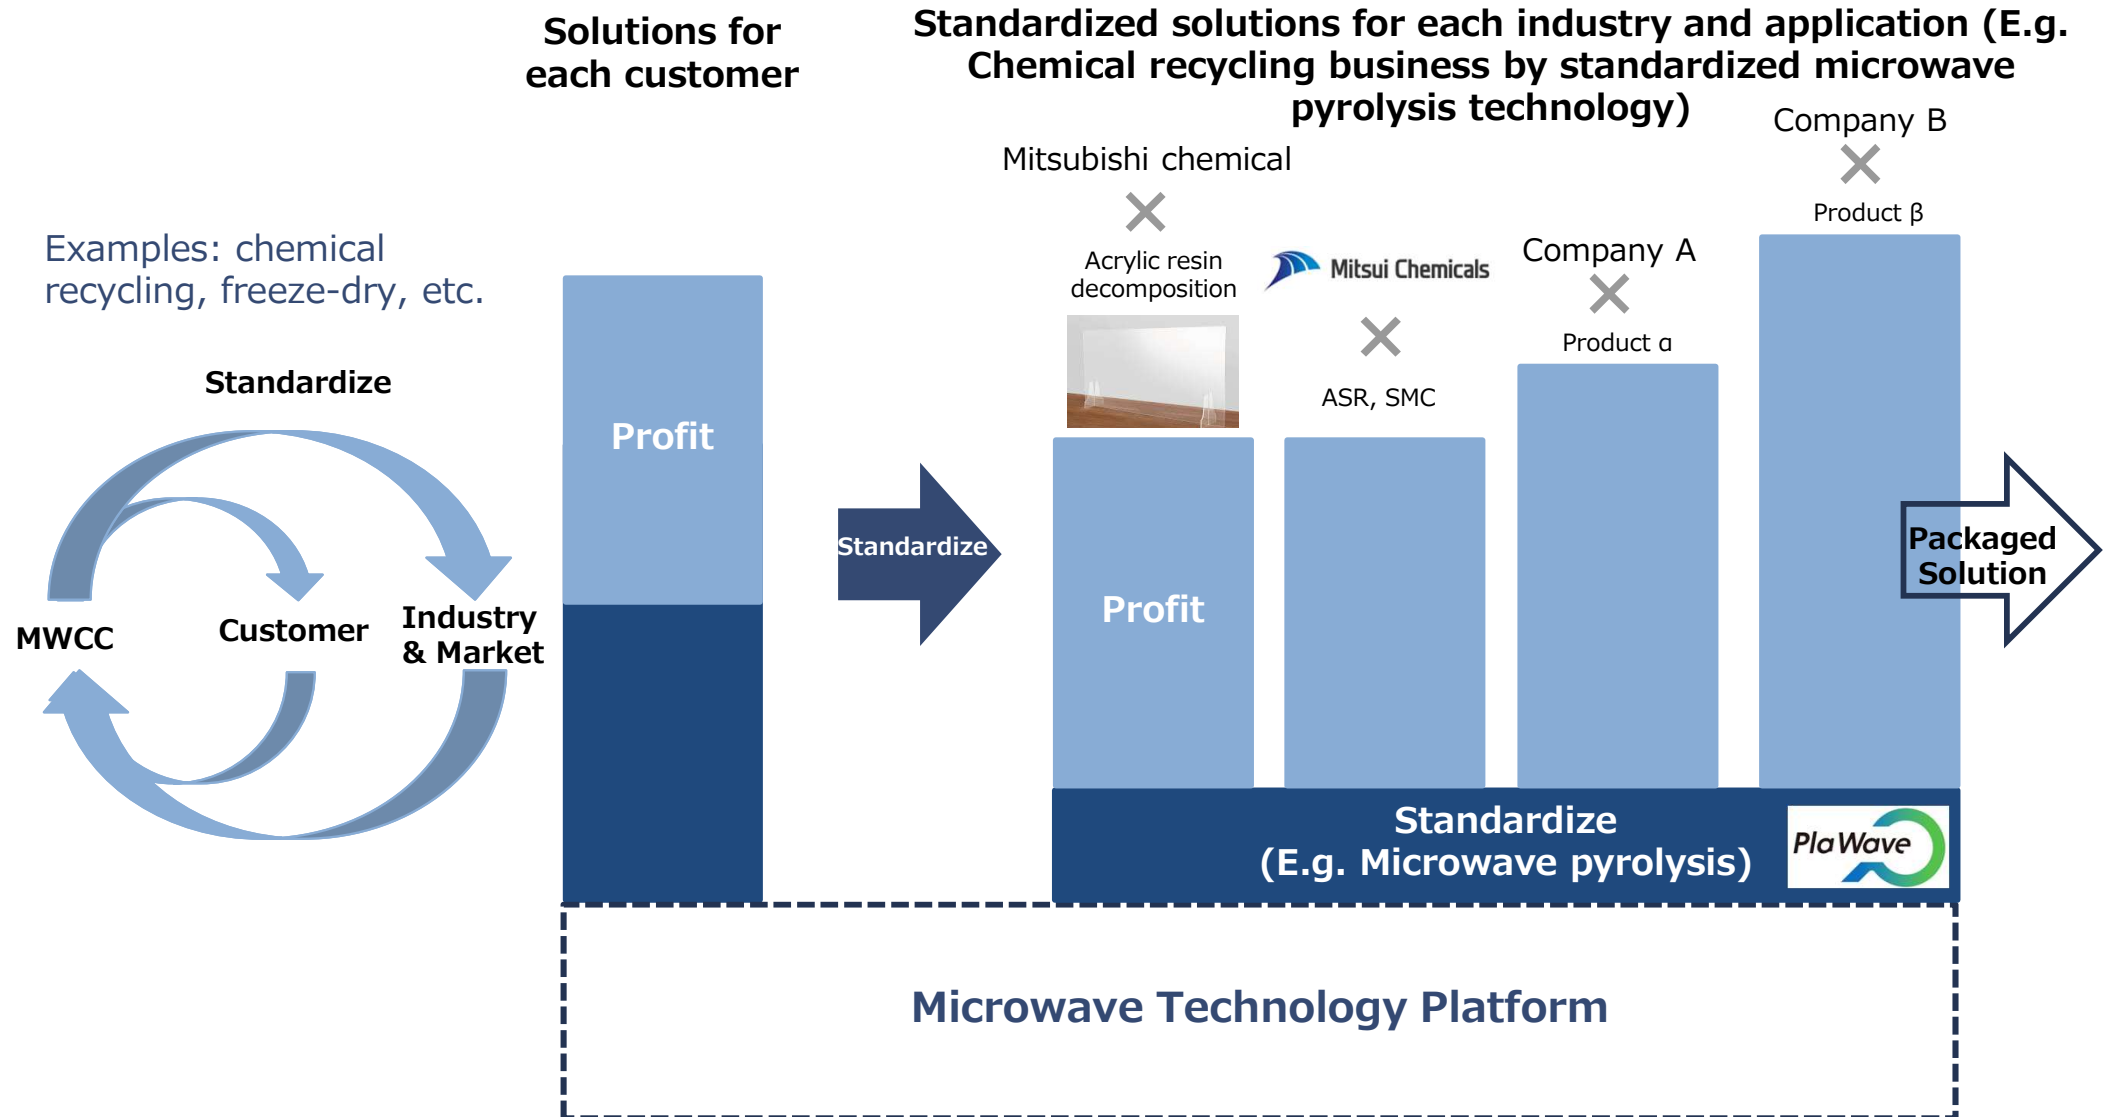 Solutions for
each customer
Standardized solutions for each industry and application (E.g.
Chemical recycling business by standardized microwave
pyrolysis technology)
Examples: chemical
recycling, freeze-dry, etc.
Standardize
MWCC
Customer
Industry
& Market
Profit
Standardize
Mitsubishi chemical
Acrylic resin
decomposition
Mitsui Chemicals
ASR, SMC
Company A
Product α
Company B
Product β
Profit
Packaged
Solution
Standardize
(E.g. Microwave pyrolysis)
PlaWave
Microwave Technology Platform